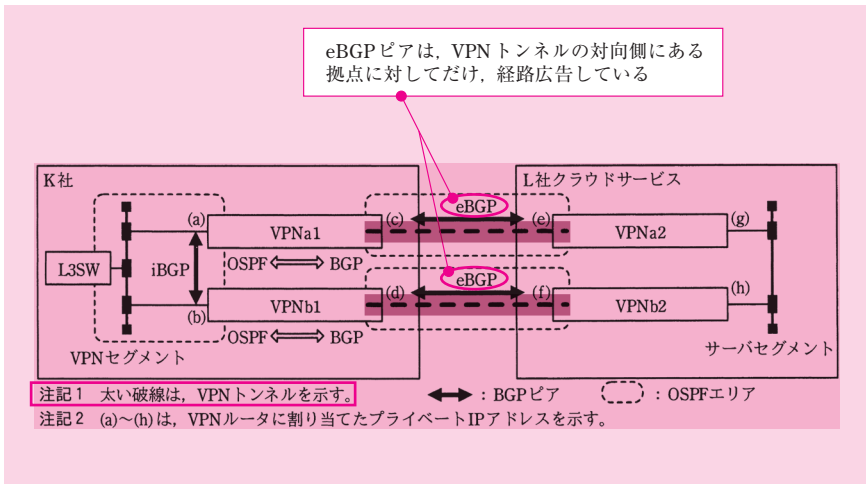 eBGPピアは，VPNトンネルの対向側にある
拠点に対してだけ，経路広告している
K社
L社クラウドサービス
(a)
VPNa1
(c)
eBGP
(e)
VPNa2
(g)
L3SW
iBGP
OSPF
BGP
(b)
VPNb1
(d)
eBGP
(f)
VPNb2
(h)
OSPF
BGP
VPNセグメント
サーバセグメント
注記1 太い破線は，VPNトンネルを示す。
：BGPピア
：OSPFエリア
注記2 (a)～(h)は，VPNルータに割り当てたプライベートIPアドレスを示す。